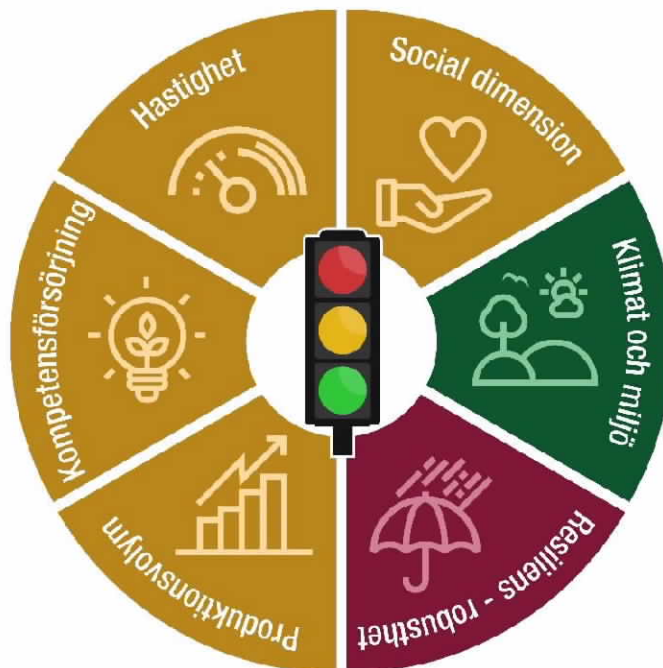 Hastighet
Social dimension
Klimat och miljö
Resiliens - robusthet
Produktionsvolym
Kompetensförsörjning